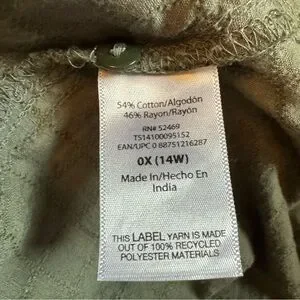 54% Cotton/Algodón
46% Rayon/Rayón
RN# 52469
TS14100095152
EAN/UPC 0 88751216287
0X (14W)
Made In/Hecho En
India
THIS LABEL YARN IS MADE
OUT OF 100% RECYCLED
POLYESTER MATERIALS